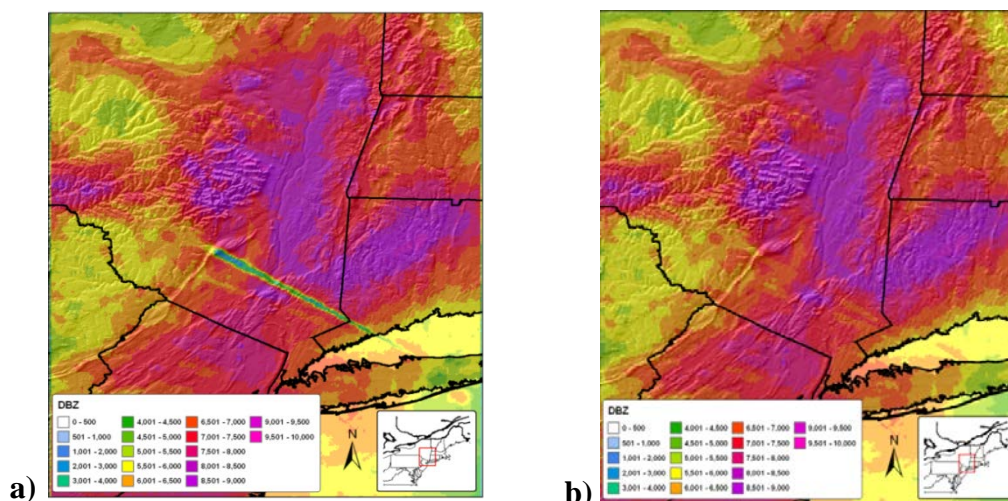 a)
DBZ
0 - 500 4,001 - 4,500 6,501 - 7,000 9,001 - 9,500
501 - 1,000 4,501 - 5,000 7,001 - 7,500 9,501 - 10,000
1,001 - 2,000 5,001 - 5,500 7,501 - 8,000
2,001 - 3,000 5,501 - 6,000 8,001 - 8,500
3,001 - 4,000 6,001 - 6,500 8,501 - 9,000
N
b)
DBZ
0 - 500 4,001 - 4,500 6,501 - 7,000 9,001 - 9,500
501 - 1,000 4,501 - 5,000 7,001 - 7,500 9,501 - 10,000
1,001 - 2,000 5,001 - 5,500 7,501 - 8,000
2,001 - 3,000 5,501 - 6,000 8,001 - 8,500
3,001 - 4,000 6,001 - 6,500 8,501 - 9,000
N